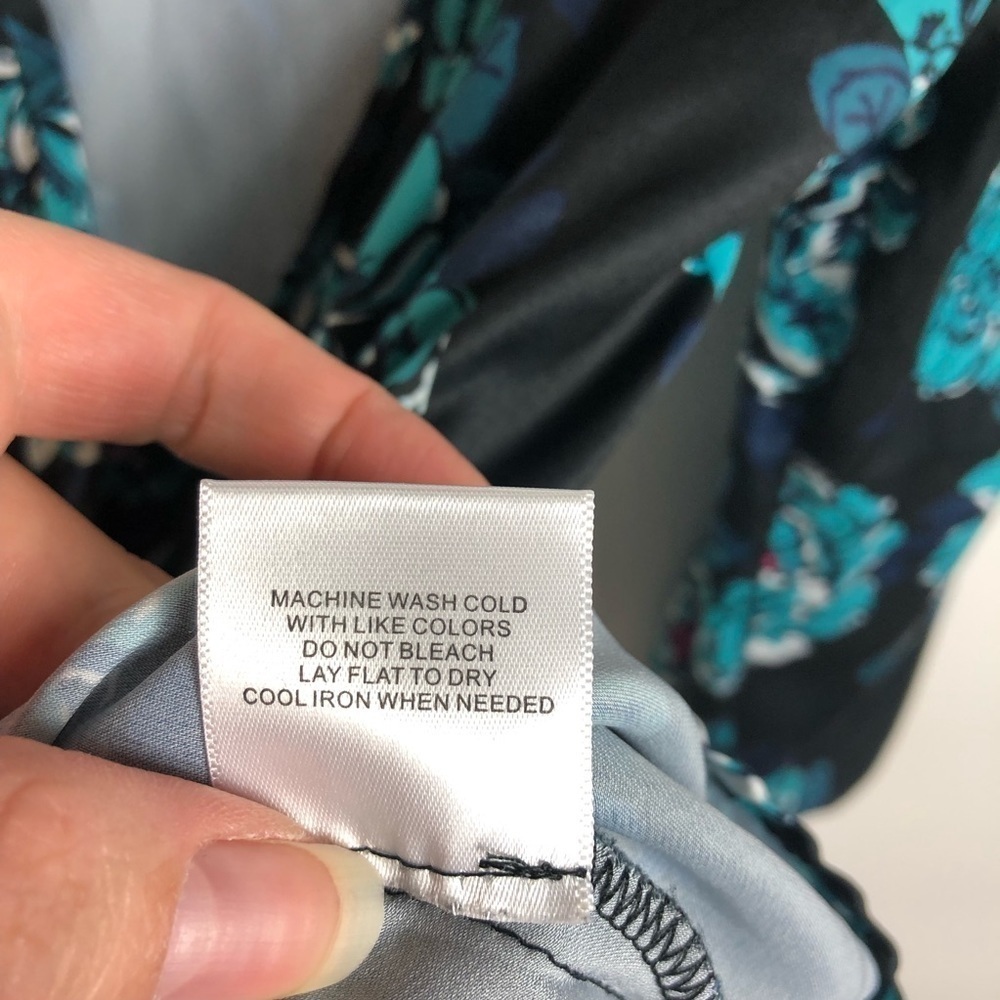 MACHINE WASH COLD
WITH LIKE COLORS
DO NOT BLEACH
LAY FLAT TO DRY
COOL IRON WHEN NEEDED